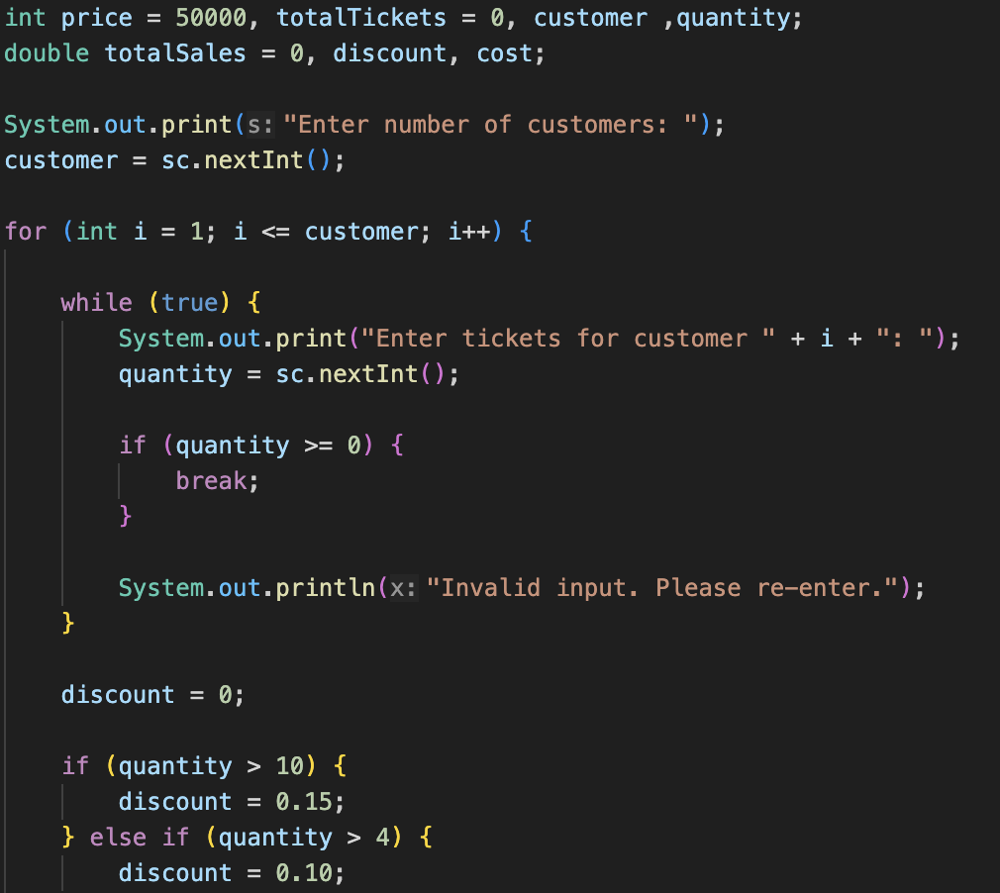 int price = 50000, totalTickets = 0, customer ,quantity;
double totalSales = 0, discount, cost;

System.out.print(s: "Enter number of customers: ");
customer = sc.nextInt();

for (int i = 1; i <= customer; i++) {

    while (true) {
        System.out.print("Enter tickets for customer " + i + ": ");
        quantity = sc.nextInt();

        if (quantity >= 0) {
            break;
        }

        System.out.println(x: "Invalid input. Please re-enter.");
    }

    discount = 0;

    if (quantity > 10) {
        discount = 0.15;
    } else if (quantity > 4) {
        discount = 0.10;